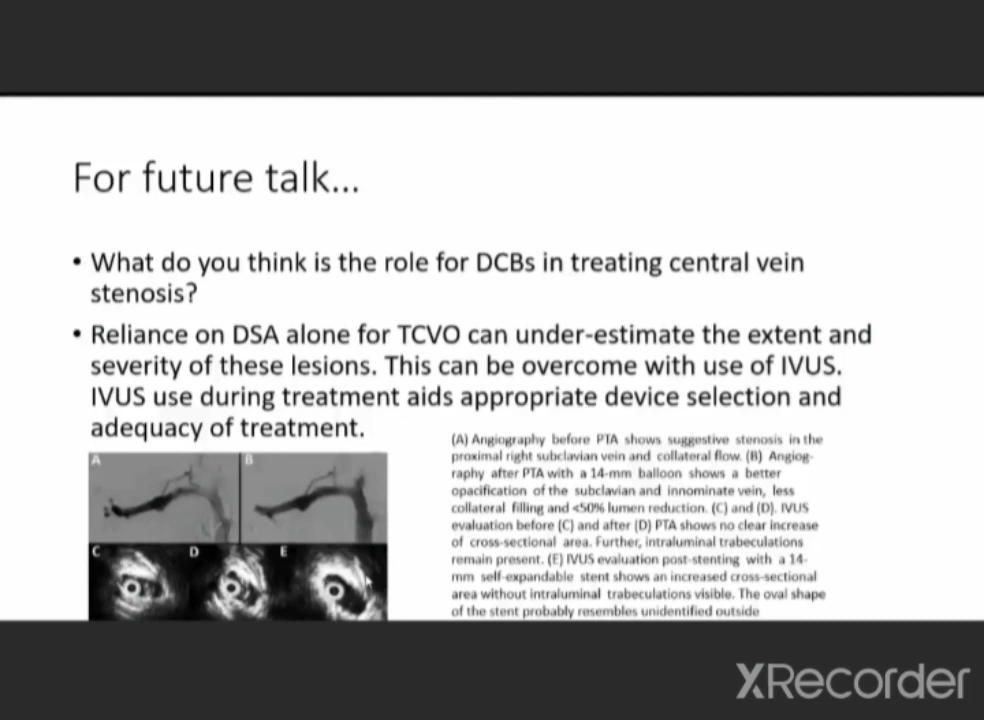 For future talk...
• What do you think is the role for DCBs in treating central vein
stenosis?
• Reliance on DSA alone for TCVO can under-estimate the extent and
severity of these lesions. This can be overcome with use of IVUS.
IVUS use during treatment aids appropriate device selection and
adequacy of treatment.
(A) Angiography before PTA shows suggestive stenosis in the
proximal right subclavian vein and collateral flow. (B) Angiog-
raphy after PTA with a 14-mm balloon shows a better
opacification of the subclavian and innominate vein, less
collateral filling and <50% lumen reduction. (C) and (D). IVUS
evaluation before (C) and after (D) PTA shows no clear increase
of cross-sectional area. Further, intraluminal trabeculations
remain present. (E) IVUS evaluation post-stenting with a 14-
mm self-expandable stent shows an increased cross-sectional
area without intraluminal trabeculations visible. The oval shape
of the stent probably resembles unidentified outside
A
B
C
D
E
XRecorder